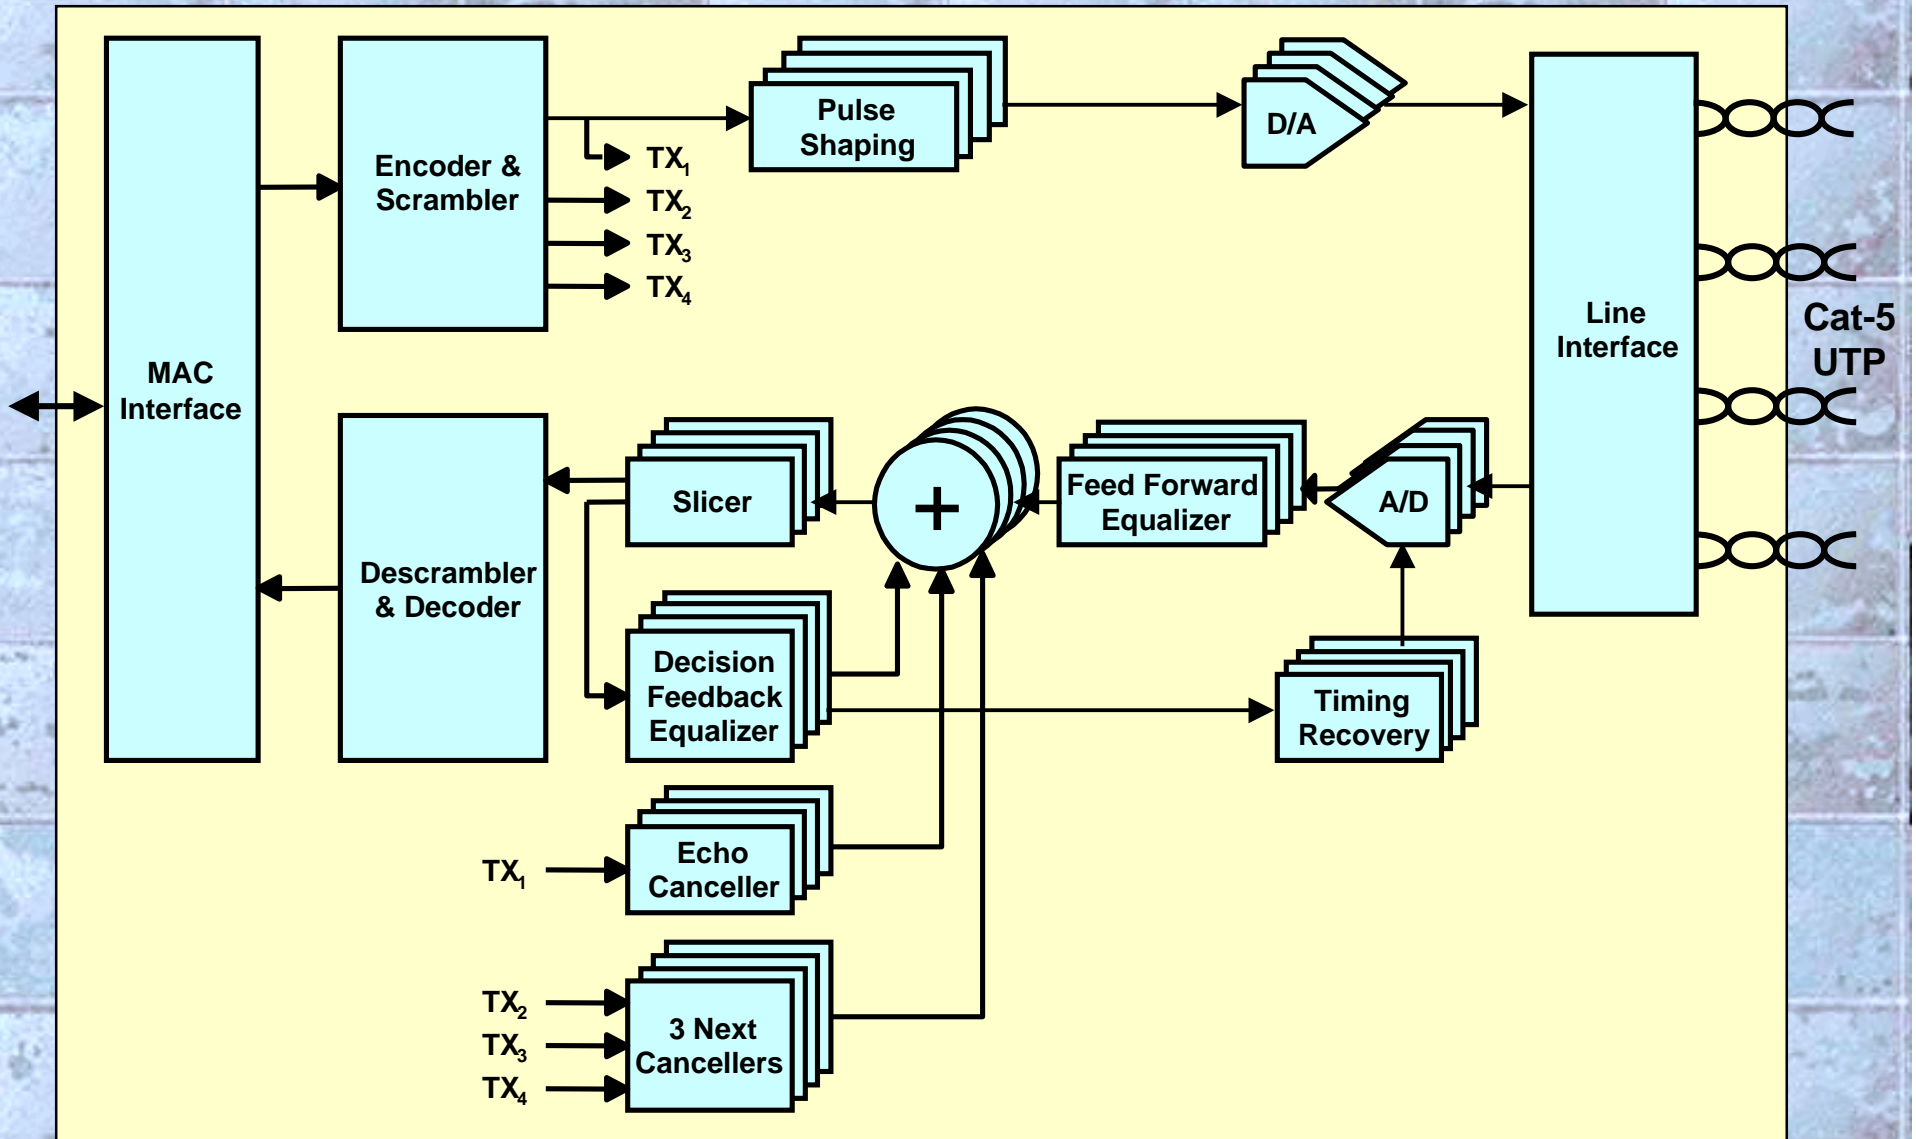 Pulse
Shaping
D/A
Encoder &
Scrambler
TX1
TX2
TX3
TX4
Line
Interface
Cat-5
UTP
MAC
Interface
Slicer
+
Feed Forward
Equalizer
A/D
Descrambler
& Decoder
Decision
Feedback
Equalizer
Timing
Recovery
TX1
Echo
Canceller
TX2
TX3
TX4
3 Next
Cancellers